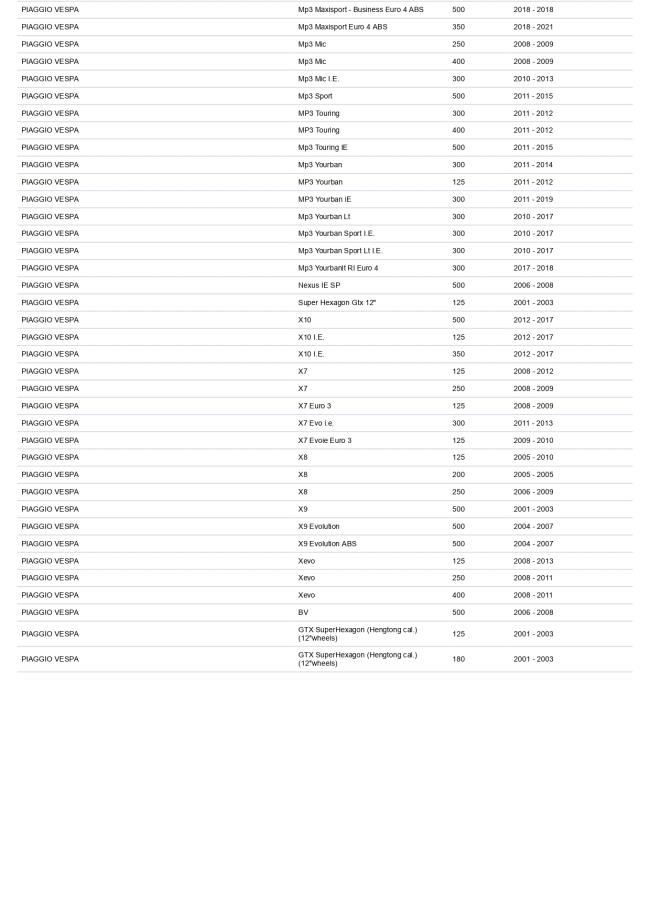 PIAGGIO VESPA Mp3 Maxisport - Business Euro 4 ABS 500 2018 - 2018
PIAGGIO VESPA Mp3 Maxisport Euro 4 ABS 350 2018 - 2021
PIAGGIO VESPA Mp3 Mic 250 2008 - 2009
PIAGGIO VESPA Mp3 Mic 400 2008 - 2009
PIAGGIO VESPA Mp3 Mic I.E. 300 2010 - 2013
PIAGGIO VESPA Mp3 Sport 500 2011 - 2015
PIAGGIO VESPA MP3 Touring 300 2011 - 2012
PIAGGIO VESPA MP3 Touring 400 2011 - 2012
PIAGGIO VESPA Mp3 Touring IE 500 2011 - 2015
PIAGGIO VESPA Mp3 Yourban 300 2011 - 2014
PIAGGIO VESPA MP3 Yourban 125 2011 - 2012
PIAGGIO VESPA MP3 Yourban iE 300 2011 - 2019
PIAGGIO VESPA Mp3 Yourban Lt 300 2010 - 2017
PIAGGIO VESPA Mp3 Yourban Sport I.E. 300 2010 - 2017
PIAGGIO VESPA Mp3 Yourban Sport Lt I.E. 300 2010 - 2017
PIAGGIO VESPA Mp3 Yourbanlt Rl Euro 4 300 2017 - 2018
PIAGGIO VESPA Nexus IE SP 500 2006 - 2008
PIAGGIO VESPA Super Hexagon Gtx 12" 125 2001 - 2003
PIAGGIO VESPA X10 500 2012 - 2017
PIAGGIO VESPA X10 I.E. 125 2012 - 2017
PIAGGIO VESPA X10 I.E. 350 2012 - 2017
PIAGGIO VESPA X7 125 2008 - 2012
PIAGGIO VESPA X7 250 2008 - 2009
PIAGGIO VESPA X7 Euro 3 125 2008 - 2009
PIAGGIO VESPA X7 Evo i.e. 300 2011 - 2013
PIAGGIO VESPA X7 Evoie Euro 3 125 2009 - 2010
PIAGGIO VESPA X8 125 2005 - 2010
PIAGGIO VESPA X8 200 2005 - 2005
PIAGGIO VESPA X8 250 2006 - 2009
PIAGGIO VESPA X9 500 2001 - 2003
PIAGGIO VESPA X9 Evolution 500 2004 - 2007
PIAGGIO VESPA X9 Evolution ABS 500 2004 - 2007
PIAGGIO VESPA Xevo 125 2008 - 2013
PIAGGIO VESPA Xevo 250 2008 - 2011
PIAGGIO VESPA Xevo 400 2008 - 2011
PIAGGIO VESPA BV 500 2006 - 2008
PIAGGIO VESPA GTX SuperHexagon (Hengtong cal.)
(12"wheels) 125 2001 - 2003
PIAGGIO VESPA GTX SuperHexagon (Hengtong cal.)
(12"wheels) 180 2001 - 2003